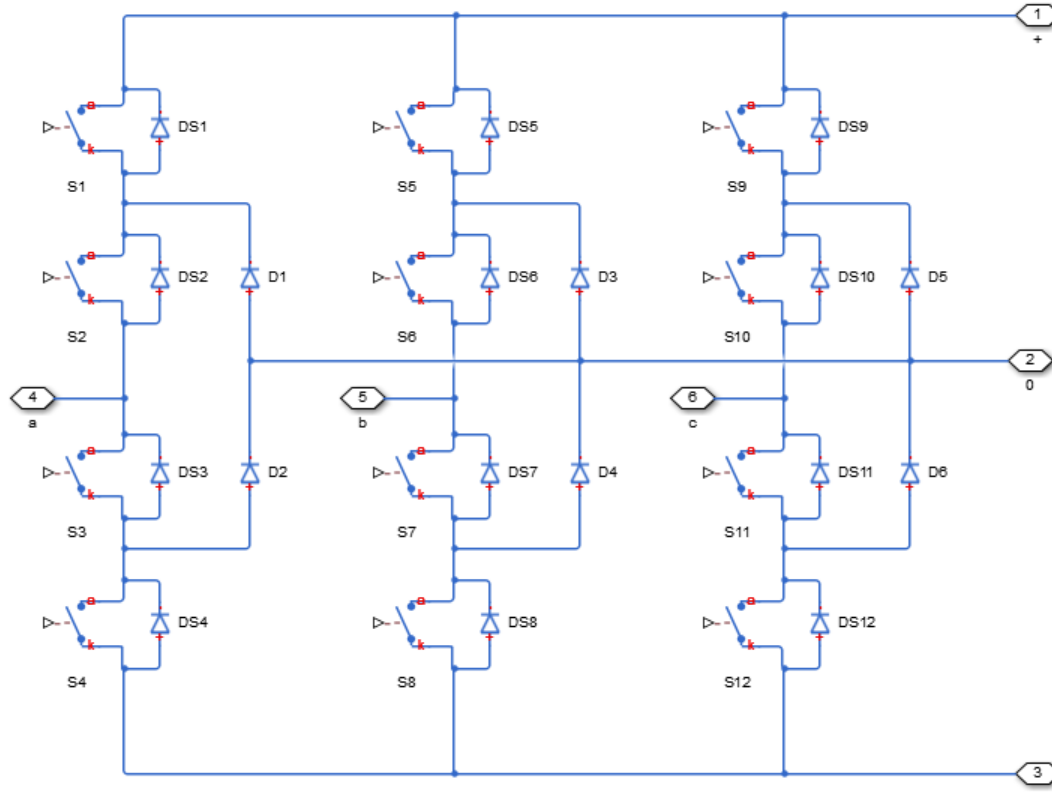 1
+
a
DS1
k
S1
a
DS5
k
S5
a
DS9
k
S9
a
DS2
D1
k
S2
a
DS6
D3
k
S6
a
DS10
D5
k
S10
2
0
4
a
5
b
6
c
a
DS3
D2
k
S3
a
DS7
D4
k
S7
a
DS11
D6
k
S11
a
DS4
k
S4
a
DS8
k
S8
a
DS12
k
S12
3